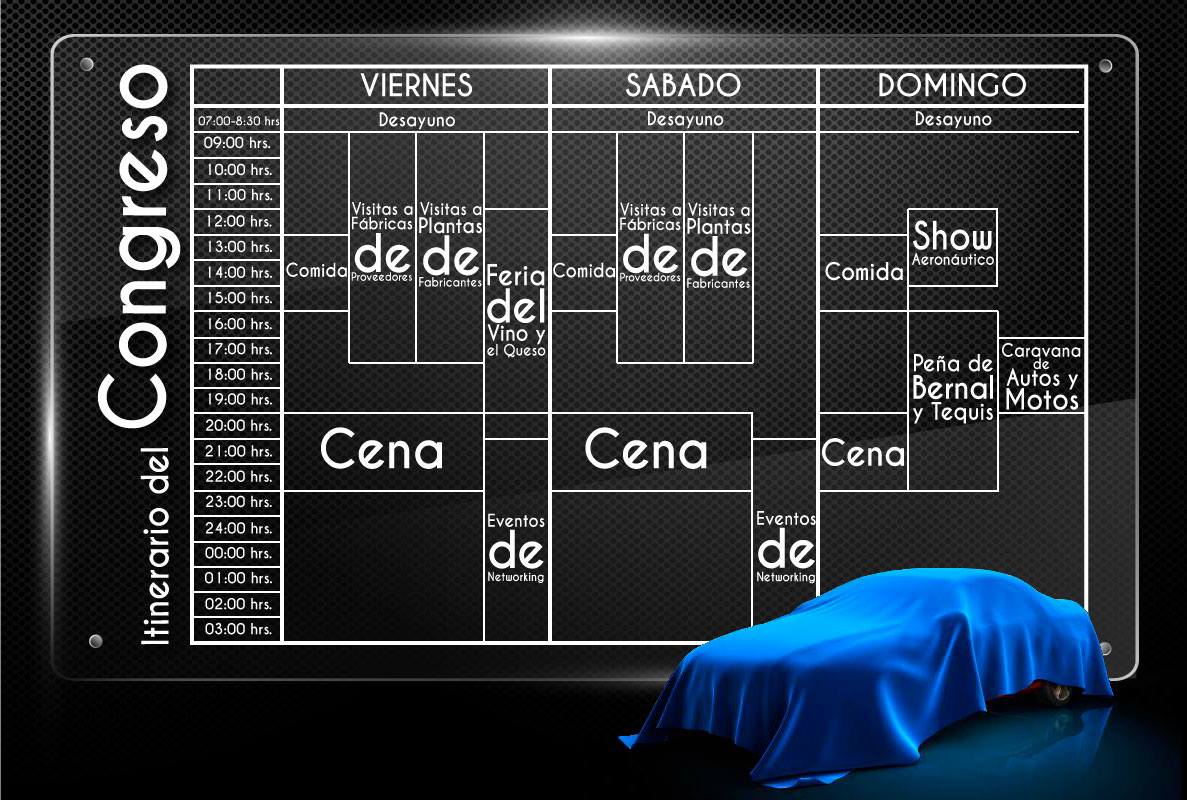 Itinerario del Congreso
VIERNES
SABADO
DOMINGO
07:00-8:30 hrs
Desayuno
Desayuno
Desayuno
09:00 hrs.
10:00 hrs.
11:00 hrs.
12:00 hrs.
13:00 hrs.
14:00 hrs.
15:00 hrs.
16:00 hrs.
17:00 hrs.
18:00 hrs.
19:00 hrs.
20:00 hrs.
21:00 hrs.
22:00 hrs.
23:00 hrs.
24:00 hrs.
00:00 hrs.
01:00 hrs.
02:00 hrs.
03:00 hrs.
Comida
Visitas a
Fábricas
de
Proveedores
Visitas a
Plantas
de
Fabricantes
Feria
del
Vino y
el Queso
Cena
Eventos
de
Networking
Comida
Visitas a
Fábricas
de
Proveedores
Visitas a
Plantas
de
Fabricantes
Cena
Eventos
de
Networking
Comida
Show
Aeronáutico
Peña de
Bernal
y Tequis
Caravana
de
Autos y
Motos
Cena